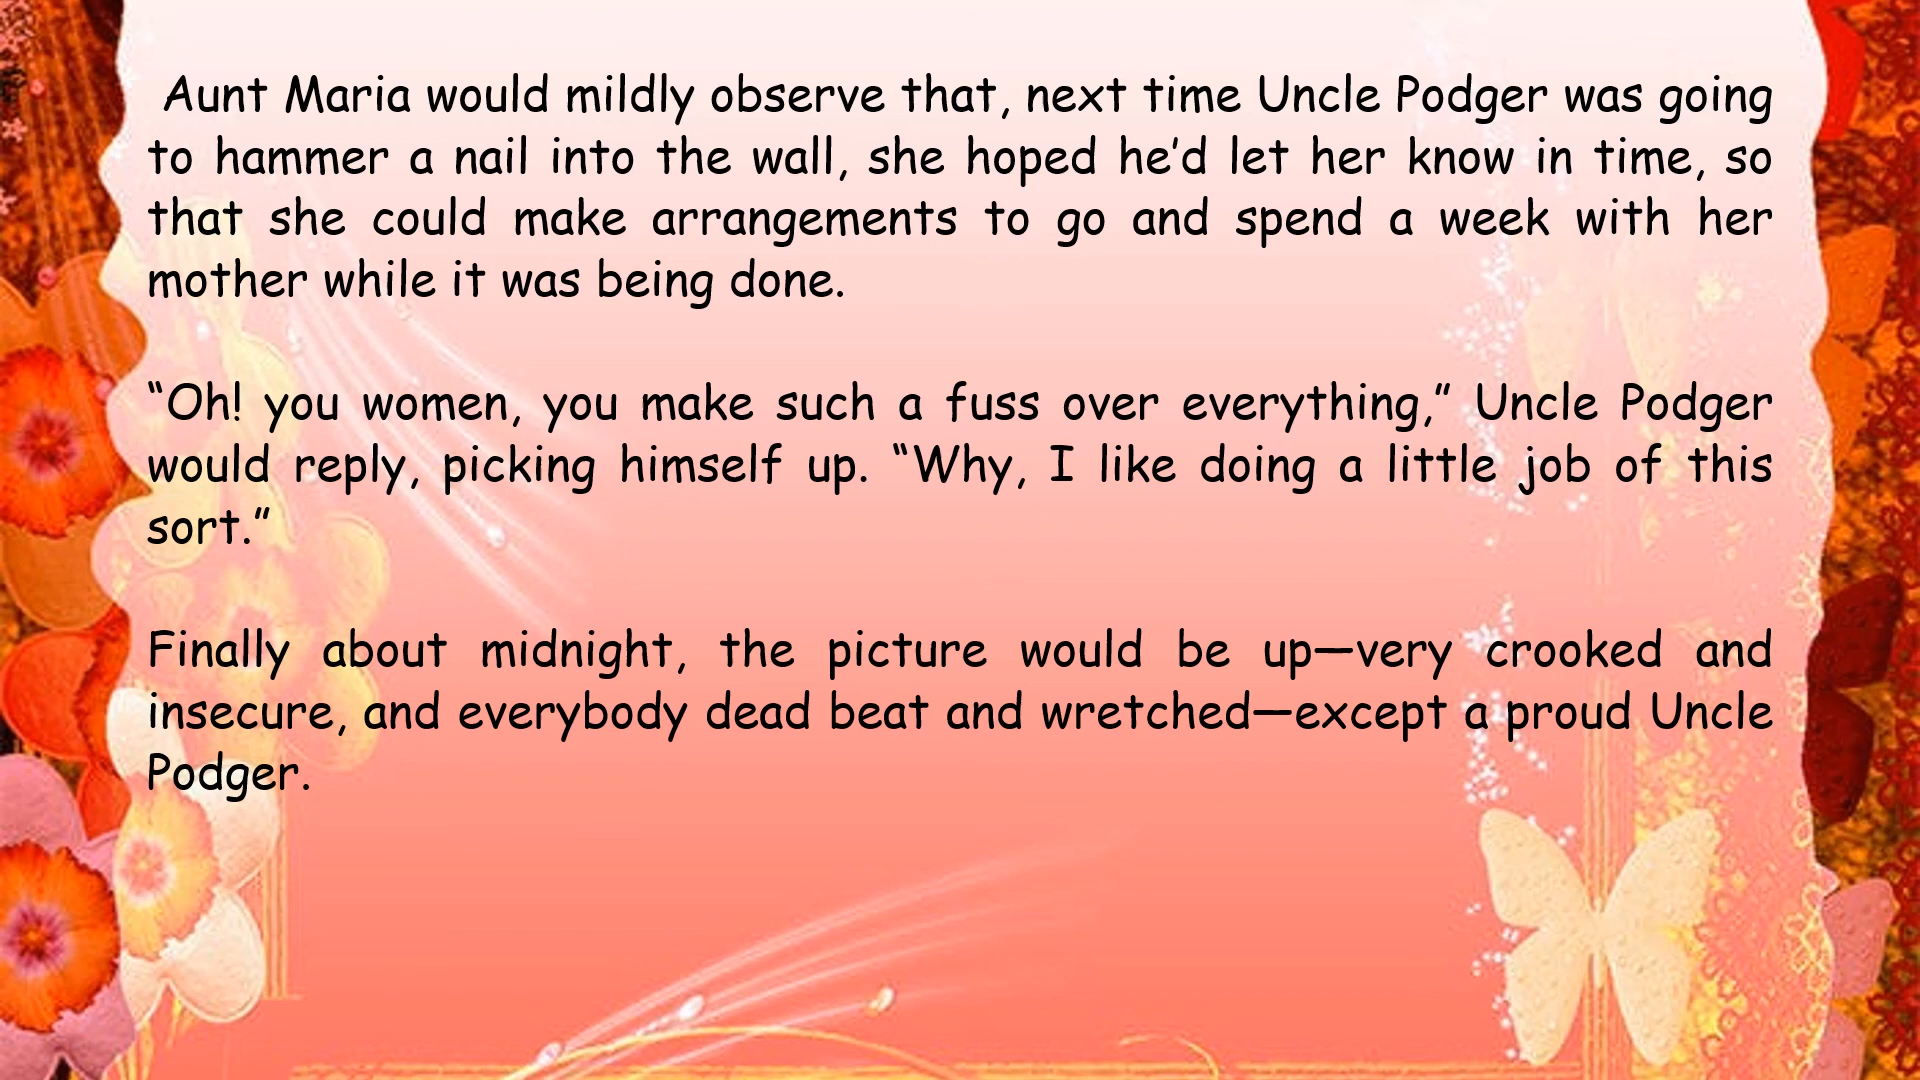 Aunt Maria would mildly observe that, next time Uncle Podger was going
to hammer a nail into the wall, she hoped he’d let her know in time, so
that she could make arrangements to go and spend a week with her
mother while it was being done.
“Oh! you women, you make such a fuss over everything,” Uncle Podger
would reply, picking himself up. “Why, I like doing a little job of this
sort.”
Finally about midnight, the picture would be up—very crooked and
insecure, and everybody dead beat and wretched—except a proud Uncle
Podger.